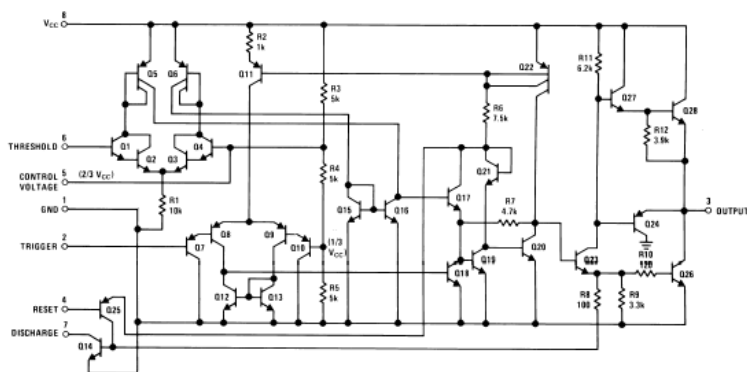 8
VCC
R2
1k
Q5
Q6
Q11
Q22
R11
6.2k
R3
5k
Q27
Q28
R6
7.5k
R12
3.9k
6
THRESHOLD
Q1
Q2
Q3
Q4
Q21
5
CONTROL
VOLTAGE
(2/3 VCC)
R4
5k
Q17
3
OUTPUT
1
GND
R1
10k
Q15
Q16
R7
4.7k
Q24
2
TRIGGER
Q7
Q8
Q9
Q10
(1/3
VCC)
Q18
Q19
Q20
Q23
R10
120
Q26
4
RESET
Q25
Q12
Q13
R5
5k
R8
100
R9
3.3k
7
DISCHARGE
Q14